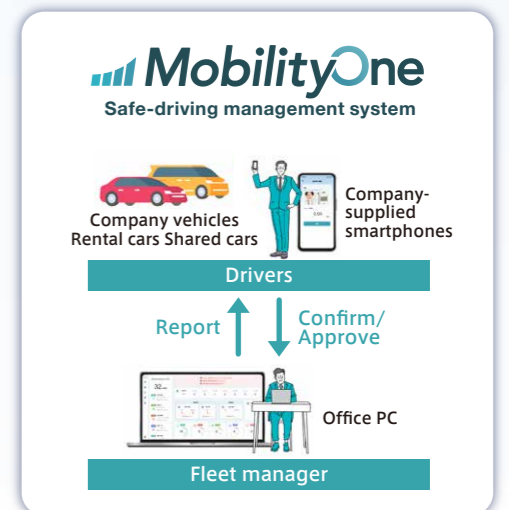 MobilityOne
Safe-driving management system
Company vehicles
Rental cars Shared cars
Company-
supplied
smartphones
Drivers
Report
Confirm/
Approve
32
Office PC
Fleet manager